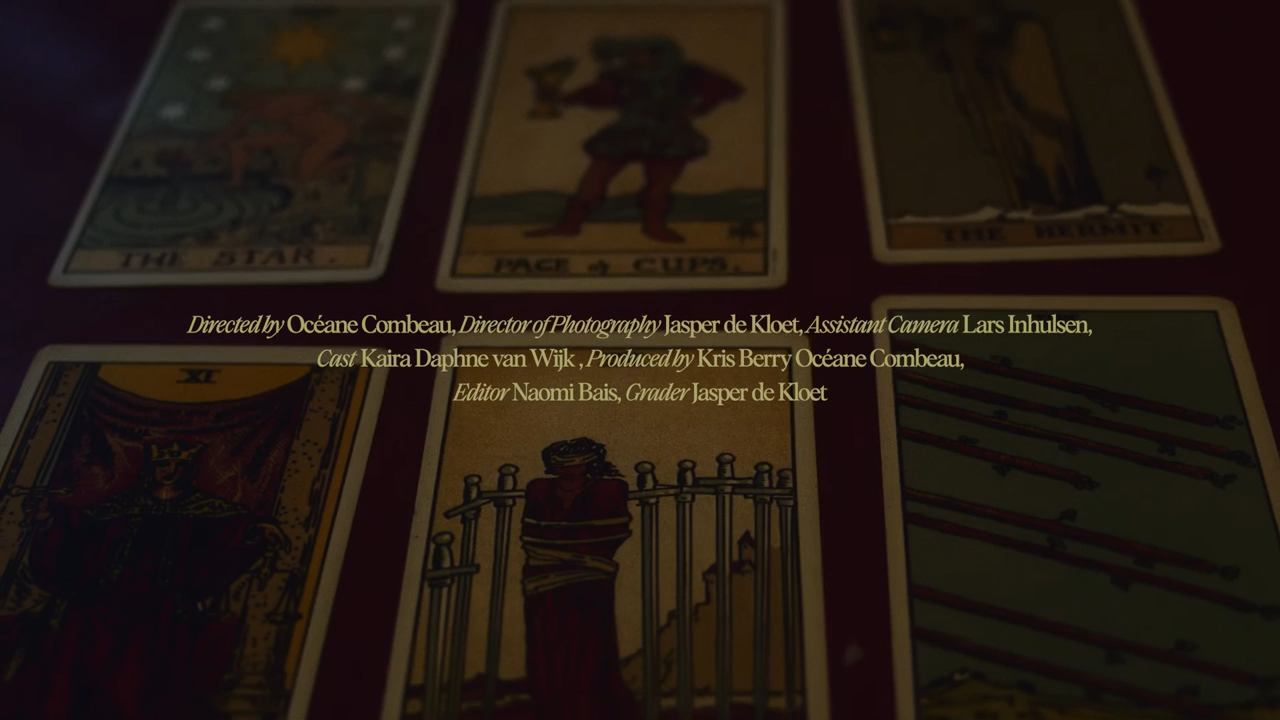 THE STAR.
PAGE of CUPS.
THE HERMIT.
Directed by Océane Combeau, Director of Photography Jasper de Kloet, Assistant Camera Lars Inhulsen,
Cast Kaira Daphne van Wijk , Produced by Kris Berry Océane Combeau,
Editor Naomi Bais, Grader Jasper de Kloet
XI